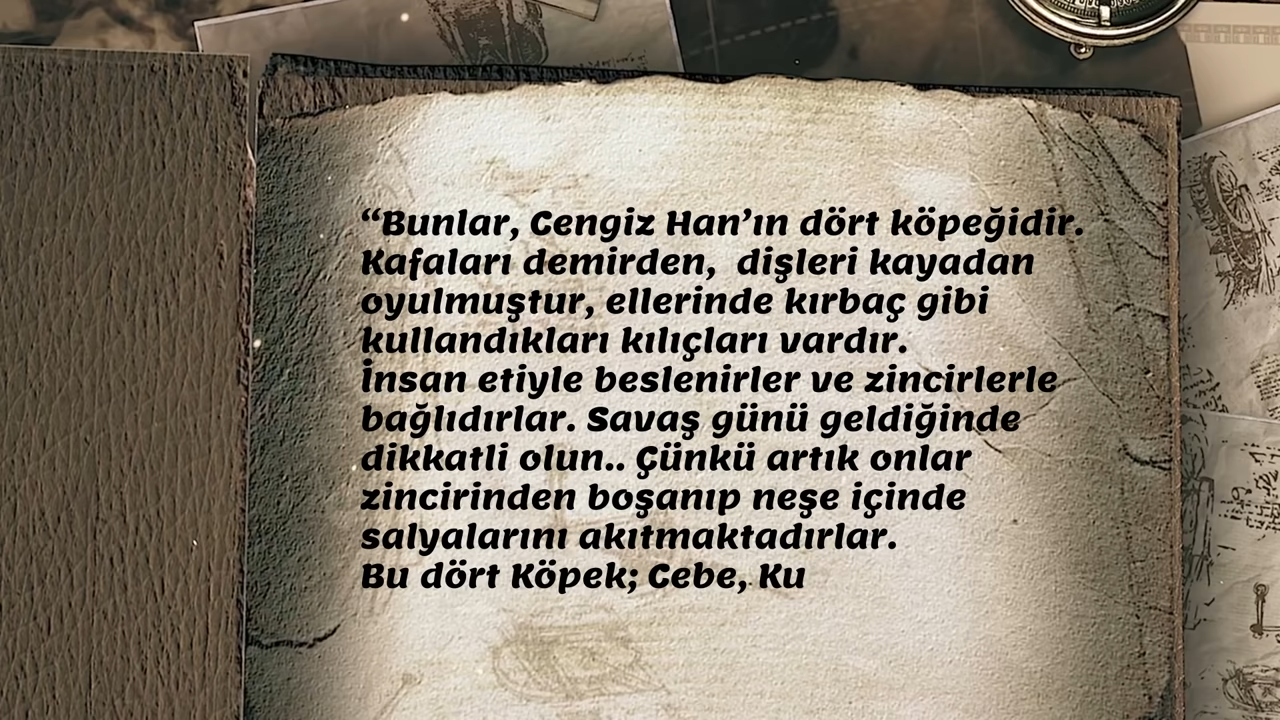 “Bunlar, Cengiz Han’ın dört köpeğidir.
Kafaları demirden,  dişleri kayadan
oyulmuştur, ellerinde kırbaç gibi
kullandıkları kılıçları vardır.
İnsan etiyle beslenirler ve zincirlerle
bağlıdırlar. Savaş günü geldiğinde
dikkatli olun.. Çünkü artık onlar
zincirinden boşanıp neşe içinde
salyalarını akıtmaktadırlar.
Bu dört Köpek; Cebe, Ku